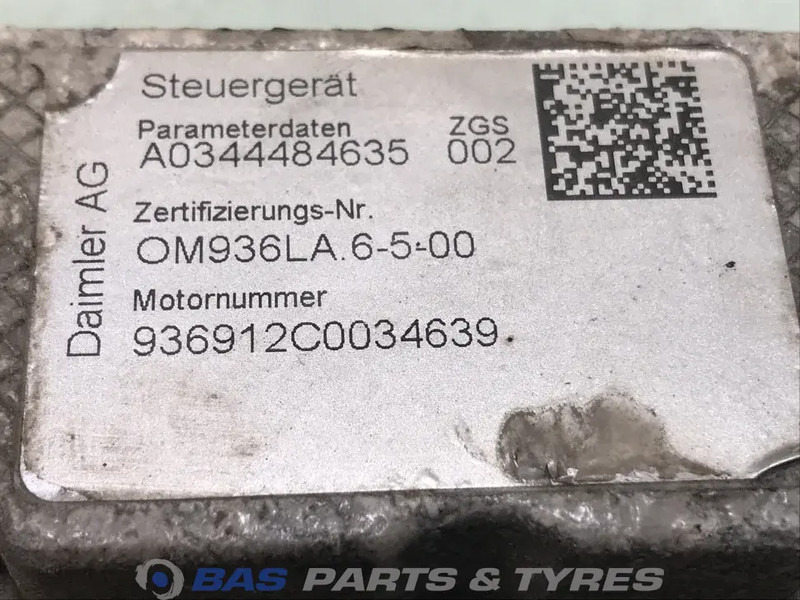 Daimler AG
Steuergerät
Parameterdaten ZGS
A0344484635 002
Zertifizierungs-Nr.
OM936LA.6-5-00
Motornummer
936912C0034639
BAS PARTS & TYRES